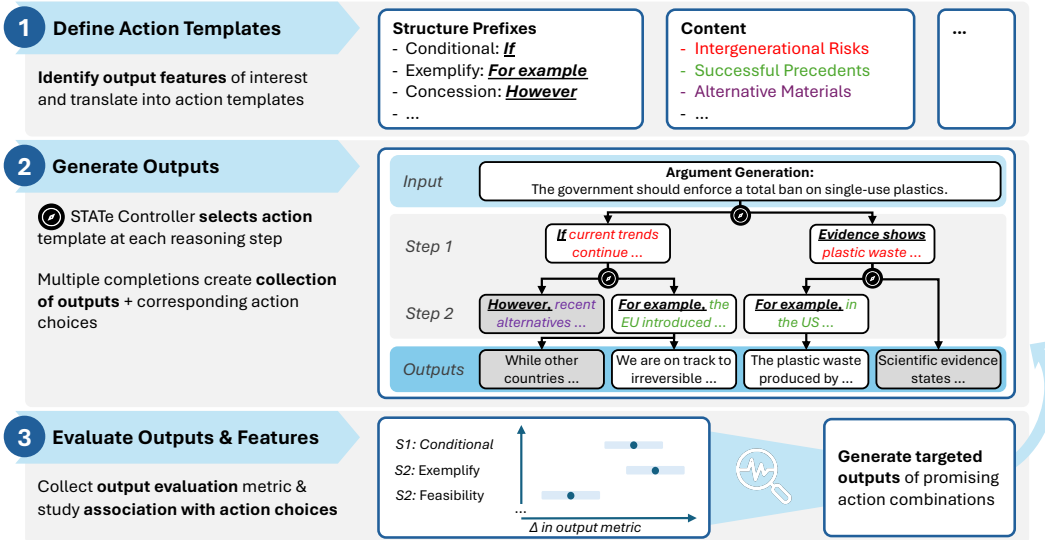 1 Define Action Templates
Identify output features of interest
and translate into action templates
Structure Prefixes
- Conditional: If
- Exemplify: For example
- Concession: However
- ...
Content
- Intergenerational Risks
- Successful Precedents
- Alternative Materials
- ...
...
2 Generate Outputs
STATe Controller selects action
template at each reasoning step
Multiple completions create collection
of outputs + corresponding action
choices
Input
Argument Generation:
The government should enforce a total ban on single-use plastics.
Step 1
If current trends
continue ...
Evidence shows
plastic waste ...
Step 2
However, recent
alternatives ...
For example, the
EU introduced ...
For example, in
the US ...
Outputs
While other
countries ...
We are on track to
irreversible ...
The plastic waste
produced by ...
Scientific evidence
states ...
3 Evaluate Outputs & Features
Collect output evaluation metric &
study association with action choices
S1: Conditional
S2: Exemplify
S2: Feasibility
...
Δ in output metric
Generate targeted
outputs of promising
action combinations